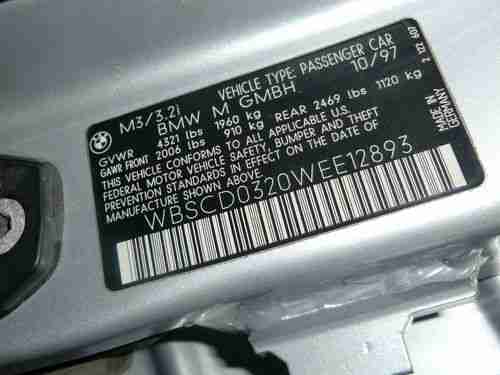 BMW
M3/3.2i VEHICLE TYPE: PASSENGER CAR
BMW M GMBH 10/97
GVWR 4321 lbs 1960 kg
GAWR FRONT 2006 lbs 910 kg REAR 2469 lbs 1120 kg
THIS VEHICLE CONFORMS TO ALL APPLICABLE U.S.
FEDERAL MOTOR VEHICLE SAFETY, BUMPER AND THEFT
PREVENTION STANDARDS IN EFFECT ON THE DATE OF
MANUFACTURE SHOWN ABOVE.
WBSCD0320WEE12893
MADE IN
GERMANY